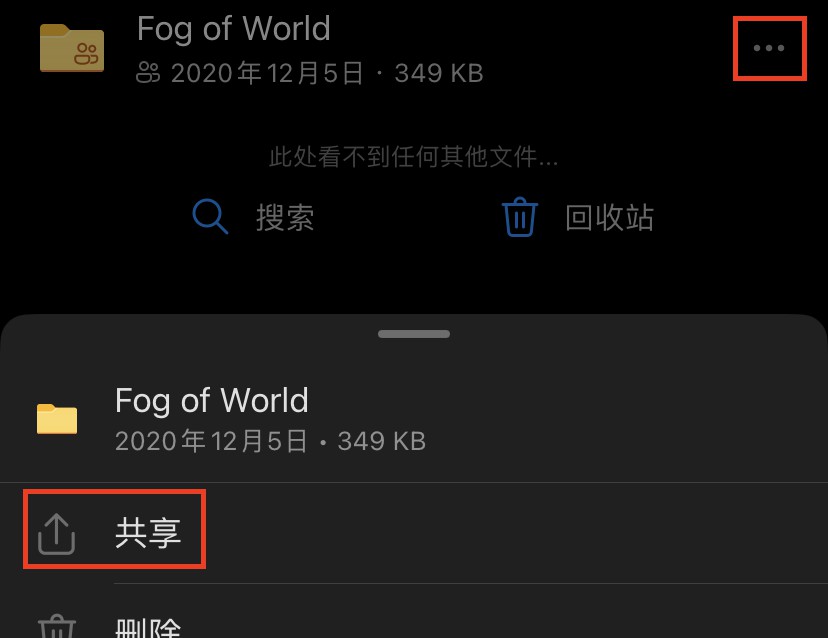 Fog of World
2020年12月5日 · 349 KB
此处看不到任何其他文件...
搜索
回收站
Fog of World
2020年12月5日 • 349 KB
共享
删除